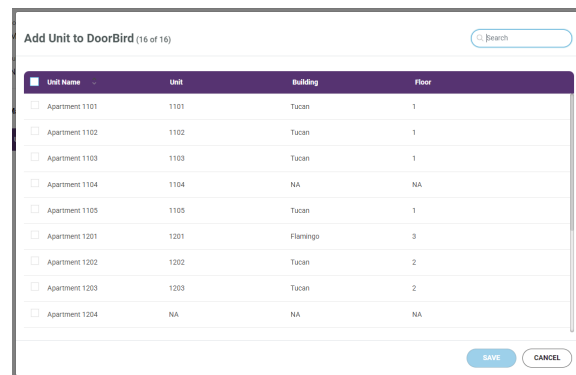 Add Unit to DoorBird (16 of 16)
Search
Unit Name Unit Building Floor
Apartment 1101 1101 Tucan 1
Apartment 1102 1102 Tucan 1
Apartment 1103 1103 Tucan 1
Apartment 1104 1104 NA NA
Apartment 1105 1105 Tucan 1
Apartment 1201 1201 Flamingo 3
Apartment 1202 1202 Tucan 2
Apartment 1203 1203 Tucan 2
Apartment 1204 NA NA NA
SAVE CANCEL